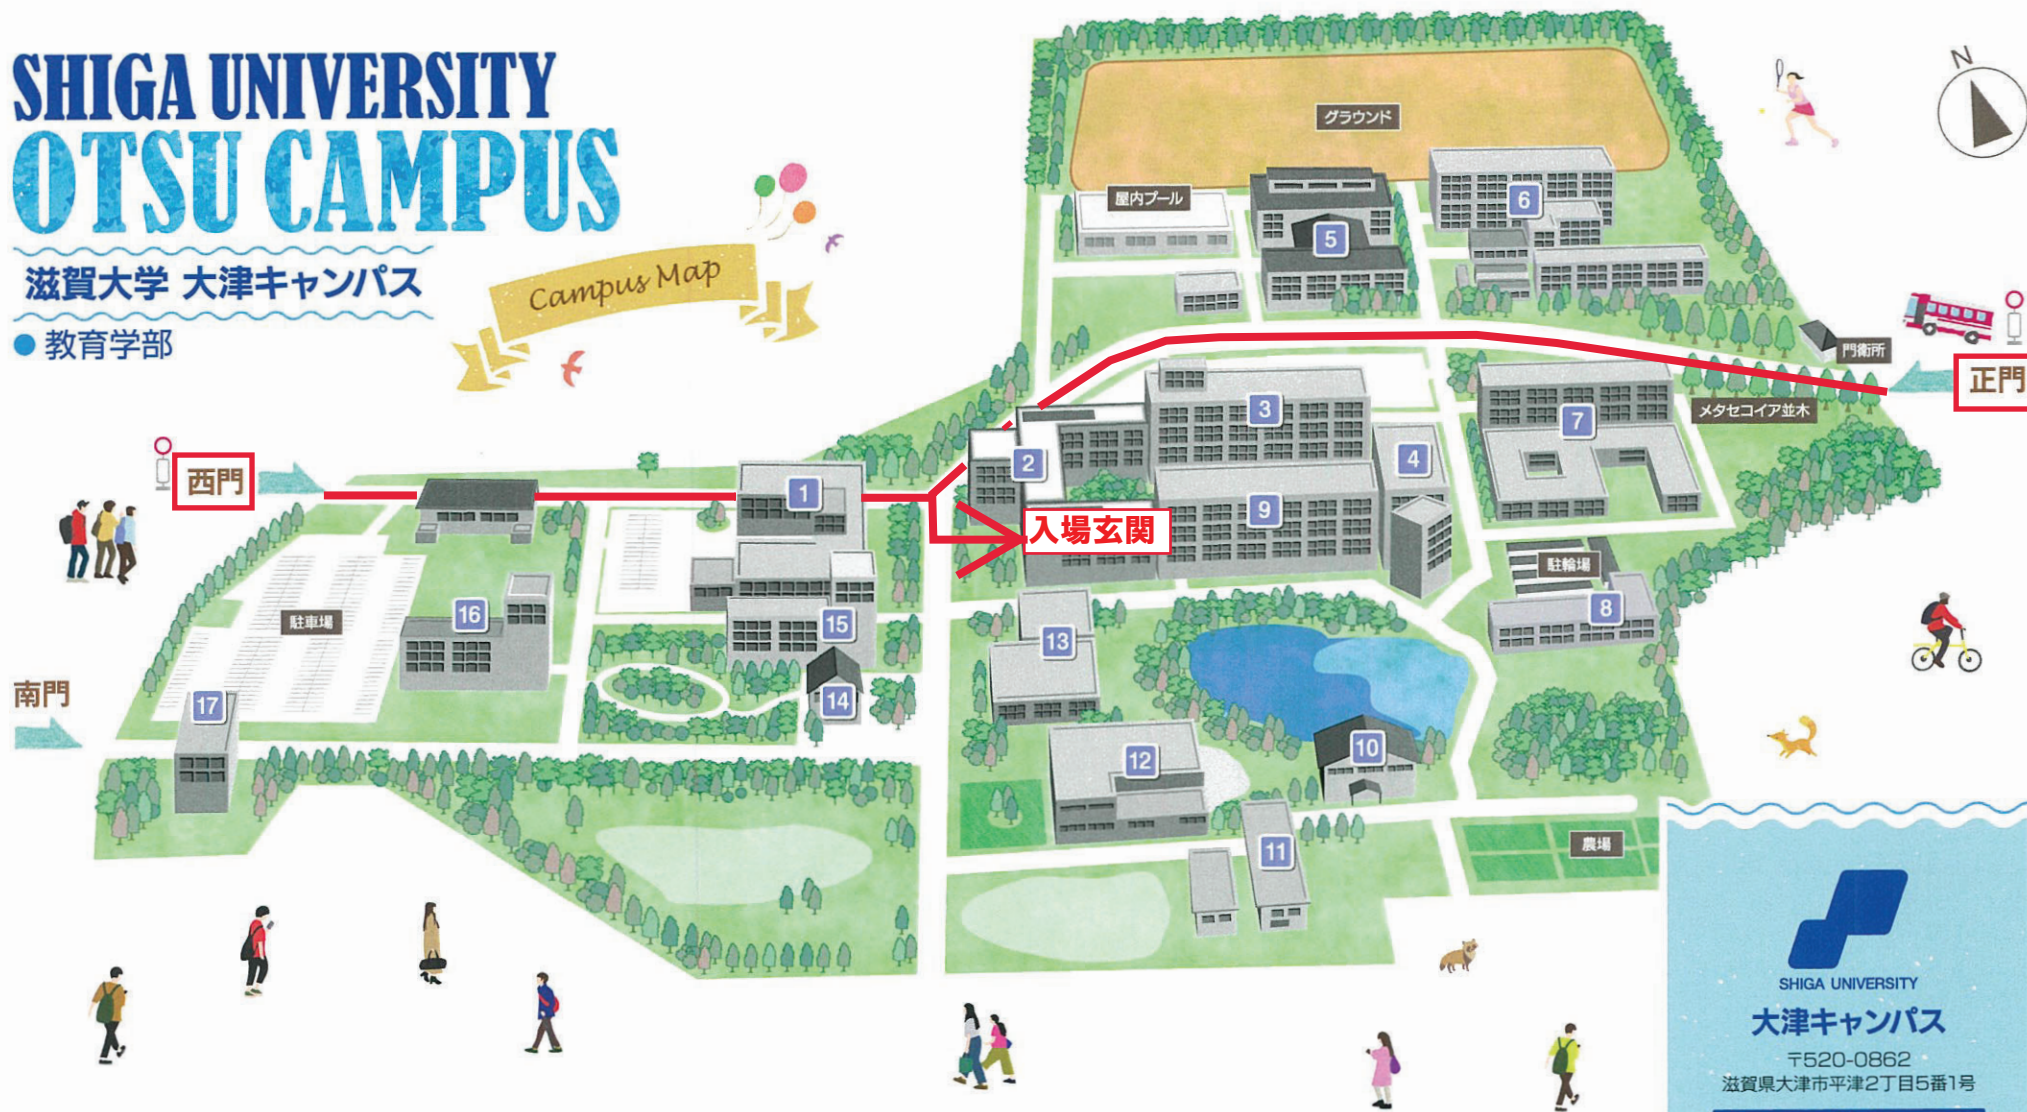 SHIGA UNIVERSITY
OTSU CAMPUS
滋賀大学 大津キャンパス
● 教育学部
Campus Map
N
グラウンド
屋内プール
6
5
門衛所
正門
メタセコイア並木
3
7
2
4
西門
1
9
入場玄関
駐輪場
8
16
駐車場
15
13
南門
17
14
10
12
11
農場
SHIGA UNIVERSITY
大津キャンパス
〒520-0862
滋賀県大津市平津2丁目5番1号